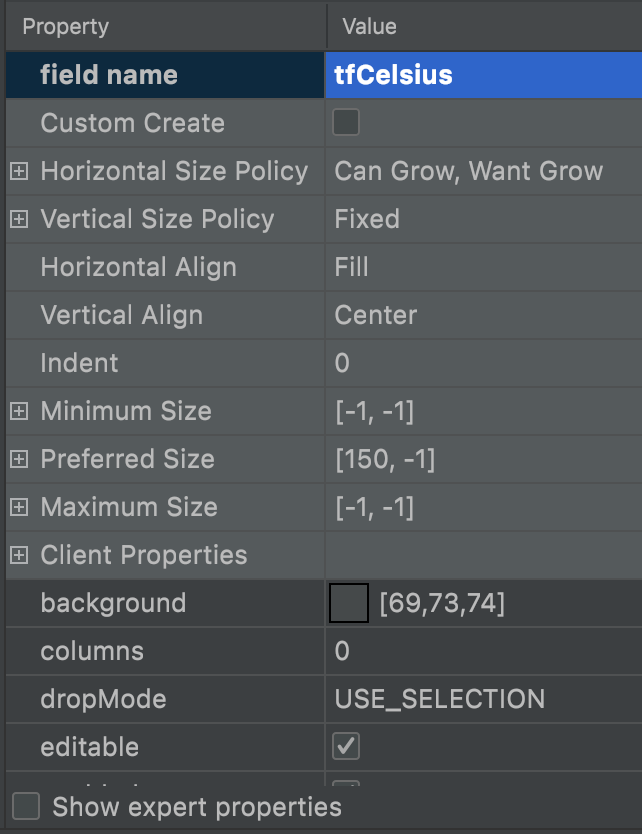 Property Value
field name tfCelsius
Custom Create
Horizontal Size Policy Can Grow, Want Grow
Vertical Size Policy Fixed
Horizontal Align Fill
Vertical Align Center
Indent 0
Minimum Size [-1, -1]
Preferred Size [150, -1]
Maximum Size [-1, -1]
Client Properties
background [69,73,74]
columns 0
dropMode USE_SELECTION
editable
Show expert properties